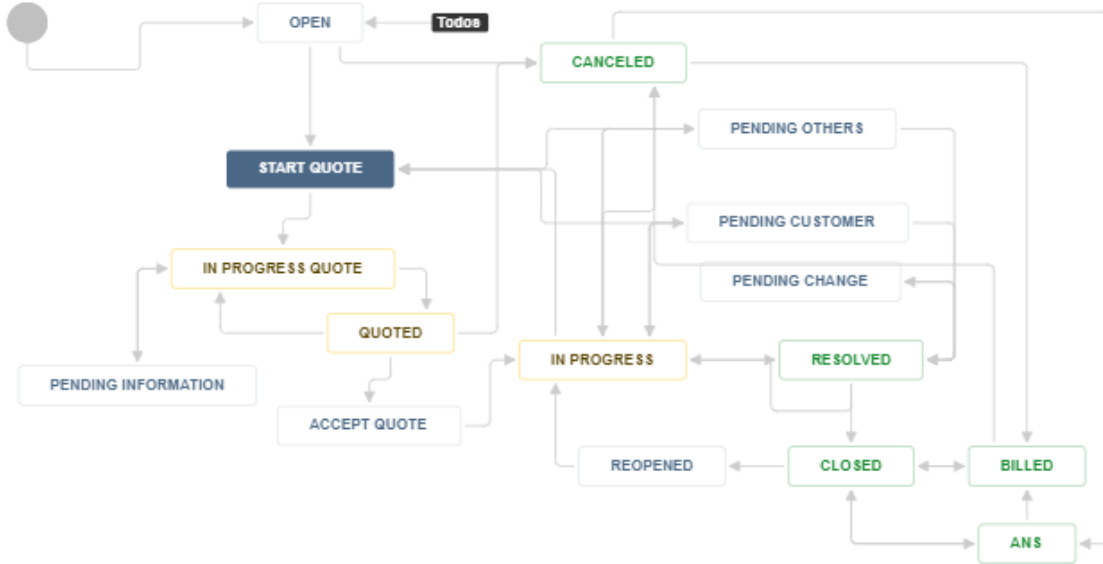 OPEN
Todos
CANCELED
PENDING OTHERS
START QUOTE
PENDING CUSTOMER
IN PROGRESS QUOTE
PENDING CHANGE
QUOTED
IN PROGRESS
RESOLVED
PENDING INFORMATION
ACCEPT QUOTE
REOPENED
CLOSED
BILLED
ANS